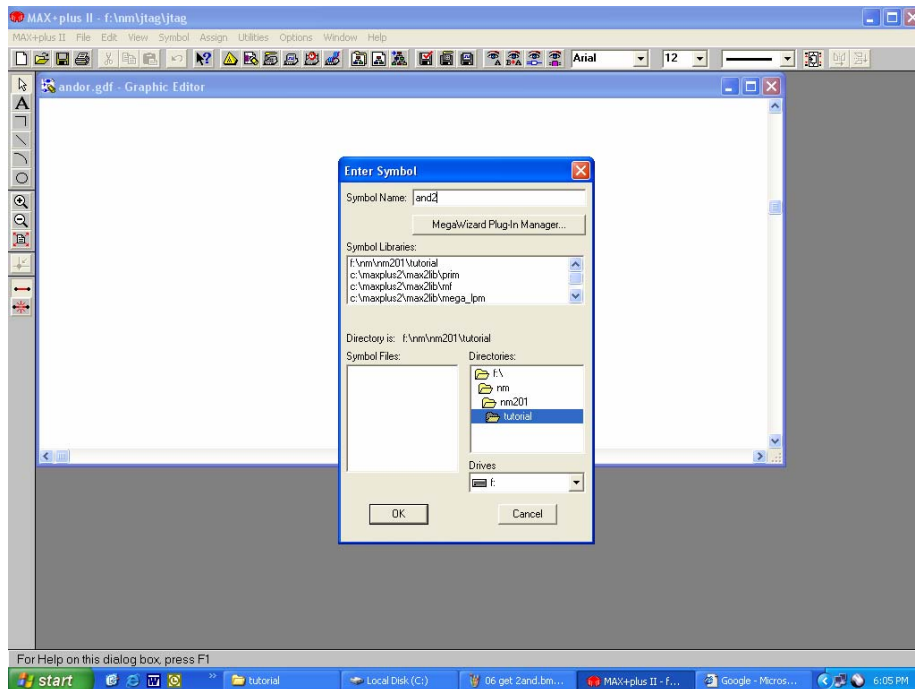 MAX+plus II - f:\nm\jtag\jtag
MAX+plus II File Edit View Symbol Assign Utilities Options Window Help
Arial 12
andor.gdf - Graphic Editor
A
Enter Symbol
Symbol Name: and2
MegaWizard Plug-In Manager...
Symbol Libraries:
f:\nm\nm201\tutorial
c:\maxplus2\max2lib\prim
c:\maxplus2\max2lib\mf
c:\maxplus2\max2lib\mega_lpm
Directory is: f:\nm\nm201\tutorial
Symbol Files:
Directories:
f:\
nm
nm201
tutorial
Drives
f:
OK Cancel
For Help on this dialog box, press F1
start tutorial Local Disk (C:) 06 get 2and.bm... MAX+plus II - f... Google - Micros... 6:05 PM